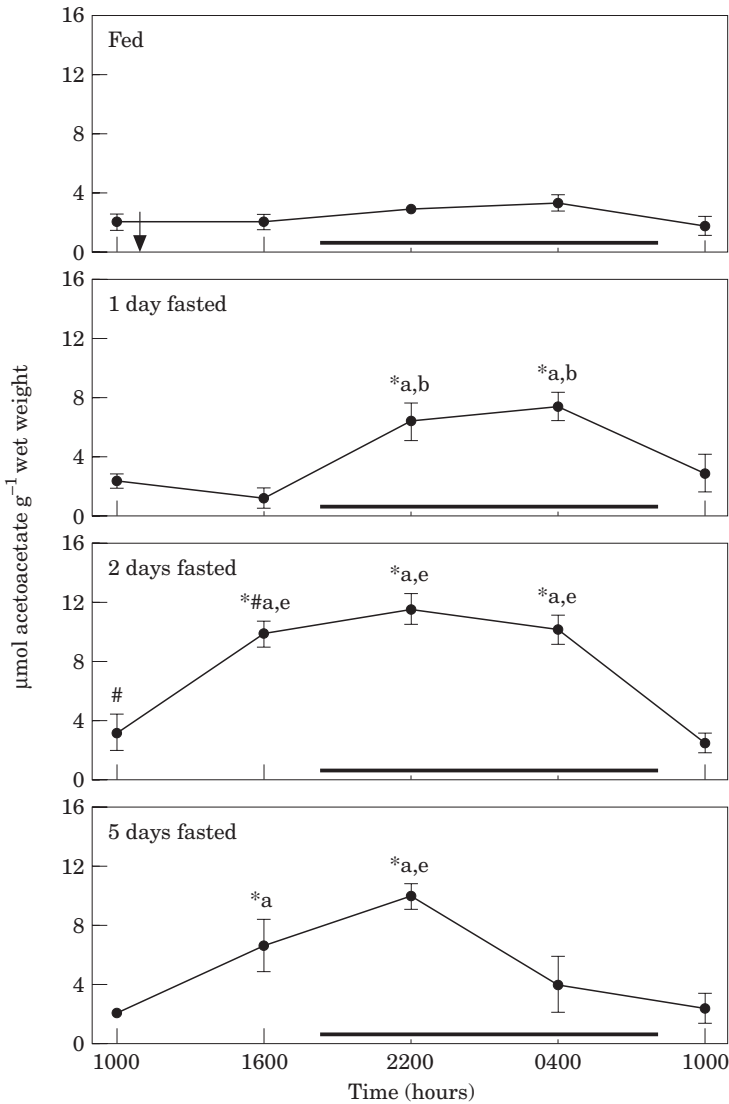 μmol acetoacetate g⁻¹ wet weight
16
Fed
12
8
4
0
16
1 day fasted
12
*a,b
*a,b
8
4
0
16
2 days fasted
12
*#a,e
*a,e
*a,e
8
#
4
0
16
5 days fasted
12
*a,e
*a
8
4
0
1000 1600 2200 0400 1000
Time (hours)